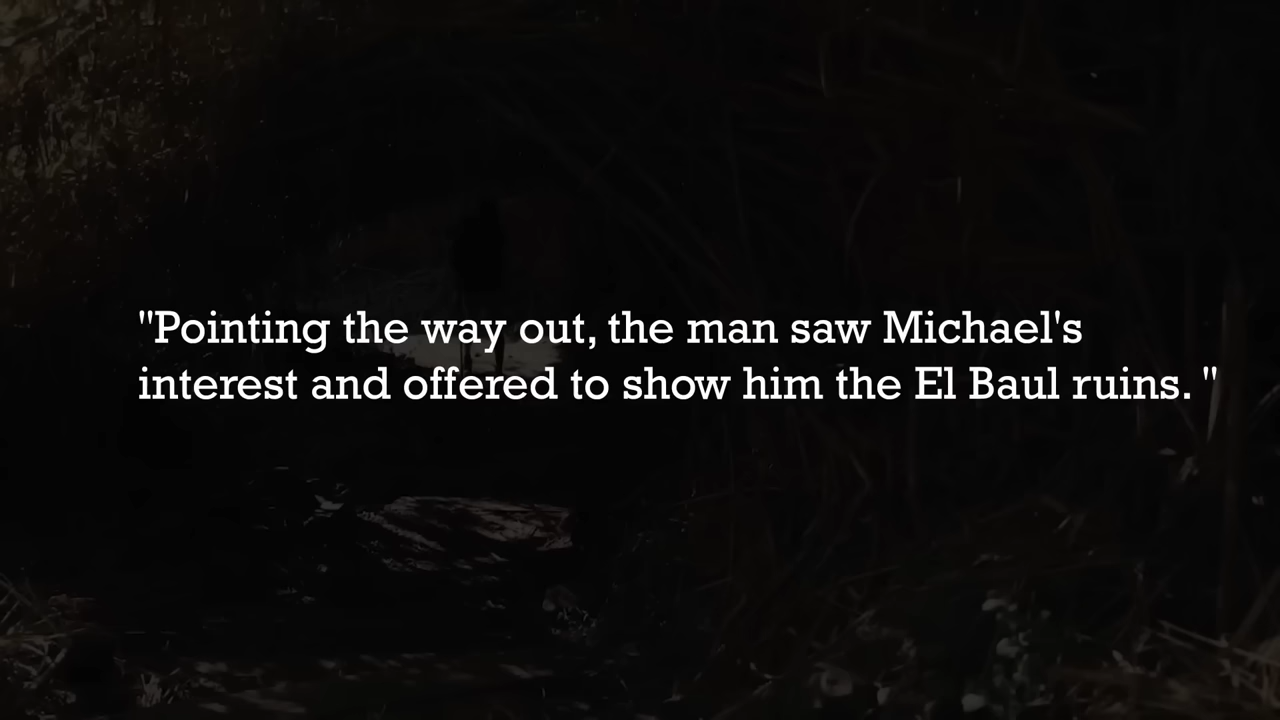 "Pointing the way out, the man saw Michael's
interest and offered to show him the El Baul ruins. "